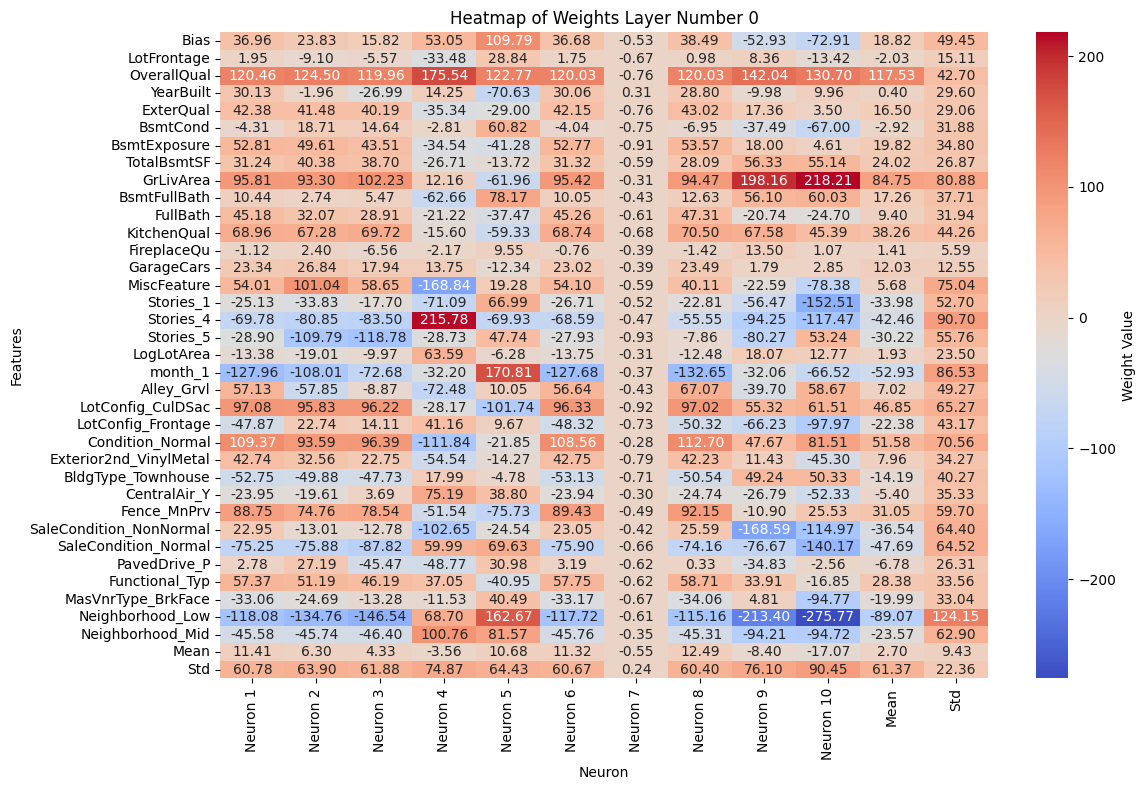 Heatmap of Weights Layer Number 0
Bias 36.96 23.83 15.82 53.05 109.79 36.68 -0.53 38.49 -52.93 -72.91 18.82 49.45
LotFrontage 1.95 -9.10 -5.57 -33.48 28.84 1.75 -0.67 0.98 8.36 -13.42 -2.03 15.11
OverallQual 120.46 124.50 119.96 175.54 122.77 120.03 -0.76 120.03 142.04 130.70 117.53 42.70
YearBuilt 30.13 -1.96 -26.99 14.25 -70.63 30.06 0.31 28.80 -9.98 9.96 0.40 29.60
ExterQual 42.38 41.48 40.19 -35.34 -29.00 42.15 -0.76 43.02 17.36 3.50 16.50 29.06
BsmtCond -4.31 18.71 14.64 -2.81 60.82 -4.04 -0.75 -6.95 -37.49 -67.00 -2.92 31.88
BsmtExposure 52.81 49.61 43.51 -34.54 -41.28 52.77 -0.91 53.57 18.00 4.61 19.82 34.80
TotalBsmtSF 31.24 40.38 38.70 -26.71 -13.72 31.32 -0.59 28.09 56.33 55.14 24.02 26.87
GrLivArea 95.81 93.30 102.23 12.16 -61.96 95.42 -0.31 94.47 198.16 218.21 84.75 80.88
BsmtFullBath 10.44 2.74 5.47 -62.66 78.17 10.05 -0.43 12.63 56.10 60.03 17.26 37.71
FullBath 45.18 32.07 28.91 -21.22 -37.47 45.26 -0.61 47.31 -20.74 -24.70 9.40 31.94
KitchenQual 68.96 67.28 69.72 -15.60 -59.33 68.74 -0.68 70.50 67.58 45.39 38.26 44.26
FireplaceQu -1.12 2.40 -6.56 -2.17 9.55 -0.76 -0.39 -1.42 13.50 1.07 1.41 5.59
GarageCars 23.34 26.84 17.94 13.75 -12.34 23.02 -0.39 23.49 1.79 2.85 12.03 12.55
MiscFeature 54.01 101.04 58.65 -168.84 19.28 54.10 -0.59 40.11 -22.59 -78.38 5.68 75.04
Stories_1 -25.13 -33.83 -17.70 -71.09 66.99 -26.71 -0.52 -22.81 -56.47 -152.51 -33.98 52.70
Stories_4 -69.78 -80.85 -83.50 215.78 -69.93 -68.59 -0.47 -55.55 -94.25 -117.47 -42.46 90.70
Stories_5 -28.90 -109.79 -118.78 -28.73 47.74 -27.93 -0.93 -7.86 -80.27 53.24 -30.22 55.76
LogLotArea -13.38 -19.01 -9.97 63.59 -6.28 -13.75 -0.31 -12.48 18.07 12.77 1.93 23.50
month_1 -127.96 -108.01 -72.68 -32.20 170.81 -127.68 -0.37 -132.65 -32.06 -66.52 -52.93 86.53
Alley_Grvl 57.13 -57.85 -8.87 -72.48 10.05 56.64 -0.43 67.07 -39.70 58.67 7.02 49.27
LotConfig_CulDSac 97.08 95.83 96.22 -28.17 -101.74 96.33 -0.92 97.02 55.32 61.51 46.85 65.27
LotConfig_Frontage -47.87 22.74 14.11 41.16 9.67 -48.32 -0.73 -50.32 -66.23 -97.97 -22.38 43.17
Condition_Normal 109.37 93.59 96.39 -111.84 -21.85 108.56 -0.28 112.70 47.67 81.51 51.58 70.56
Exterior2nd_VinylMetal 42.74 32.56 22.75 -54.54 -14.27 42.75 -0.79 42.23 11.43 -45.30 7.96 34.27
BldgType_Townhouse -52.75 -49.88 -47.73 17.99 -4.78 -53.13 -0.71 -50.54 49.24 50.33 -14.19 40.27
CentralAir_Y -23.95 -19.61 3.69 75.19 38.80 -23.94 -0.30 -24.74 -26.79 -52.33 -5.40 35.33
Fence_MnPrv 88.75 74.76 78.54 -51.54 -75.73 89.43 -0.49 92.15 -10.90 25.53 31.05 59.70
SaleCondition_NonNormal 22.95 -13.01 -12.78 -102.65 -24.54 23.05 -0.42 25.59 -168.59 -114.97 -36.54 64.40
SaleCondition_Normal -75.25 -75.88 -87.82 59.99 69.63 -75.90 -0.66 -74.16 -76.67 -140.17 -47.69 64.52
PavedDrive_P 2.78 27.19 -45.47 -48.77 30.98 3.19 -0.62 0.33 -34.83 -2.56 -6.78 26.31
Functional_Typ 57.37 51.19 46.19 37.05 -40.95 57.75 -0.62 58.71 33.91 -16.85 28.38 33.56
MasVnrType_BrkFace -33.06 -24.69 -13.28 -11.53 40.49 -33.17 -0.67 -34.06 4.81 -94.77 -19.99 33.04
Neighborhood_Low -118.08 -134.76 -146.54 68.70 162.67 -117.72 -0.61 -115.16 -213.40 -275.77 -89.07 124.15
Neighborhood_Mid -45.58 -45.74 -46.40 100.76 81.57 -45.76 -0.35 -45.31 -94.21 -94.72 -23.57 62.90
Mean 11.41 6.30 4.33 -3.56 10.68 11.32 -0.55 12.49 -8.40 -17.07 2.70 9.43
Std 60.78 63.90 61.88 74.87 64.43 60.67 0.24 60.40 76.10 90.45 61.37 22.36
Neuron 1 Neuron 2 Neuron 3 Neuron 4 Neuron 5 Neuron 6 Neuron 7 Neuron 8 Neuron 9 Neuron 10 Mean Std
Neuron
Features
200
100
0
−100
−200
Weight Value